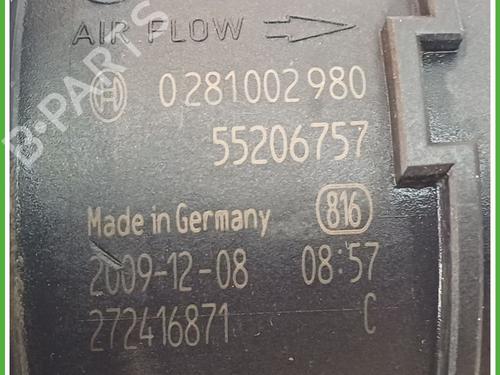 AIR FLOW
0 281 002 980
55206757
Made in Germany 816
2009-12-08 08:57
272416871 C
B-PARTS